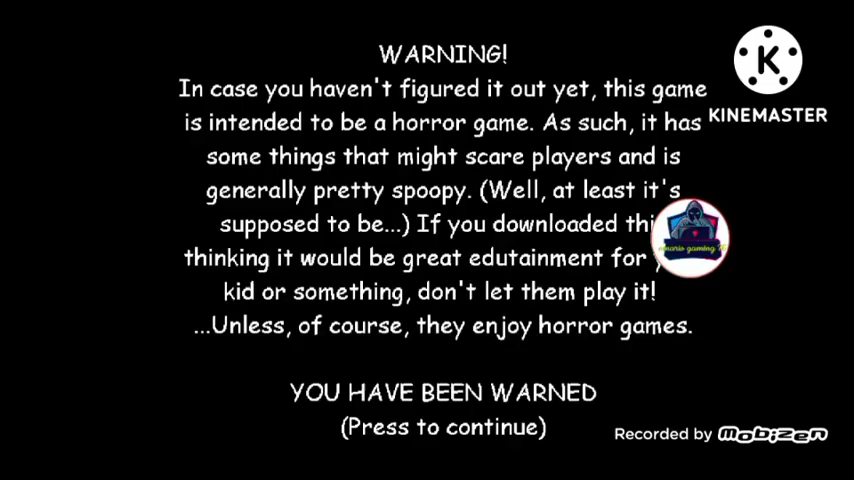 WARNING!
In case you haven't figured it out yet, this game
is intended to be a horror game. As such, it has
some things that might scare players and is
generally pretty spoopy. (Well, at least it's
supposed to be...) If you downloaded thi
thinking it would be great edutainment for
kid or something, don't let them play it!
...Unless, of course, they enjoy horror games.
YOU HAVE BEEN WARNED
(Press to continue)
K
KINEMASTER
gaming
Recorded by mobizen